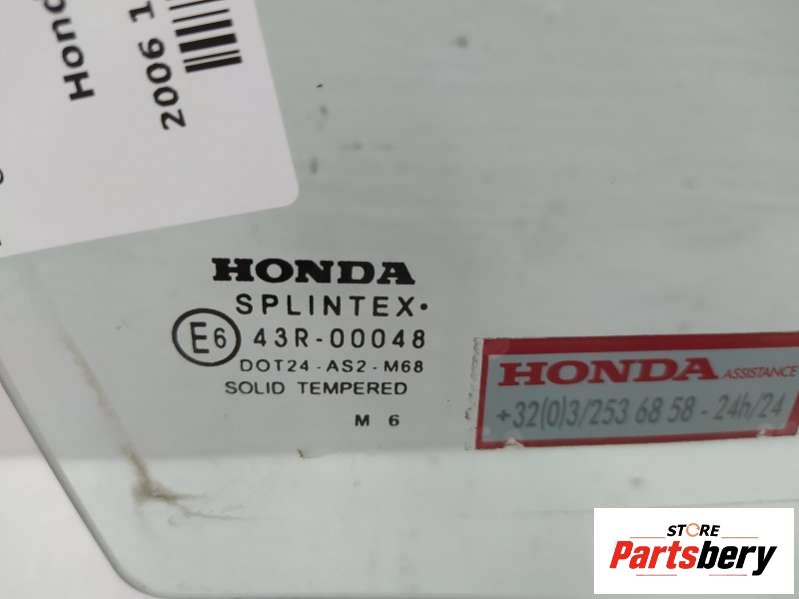 Hond
2006 1
HONDA
SPLINTEX·
E6 43R-00048
DOT24-AS2-M68
SOLID TEMPERED
M 6
HONDA ASSISTANCE
+32(0)3/253 68 58 - 24h/24
STORE
Partsbery